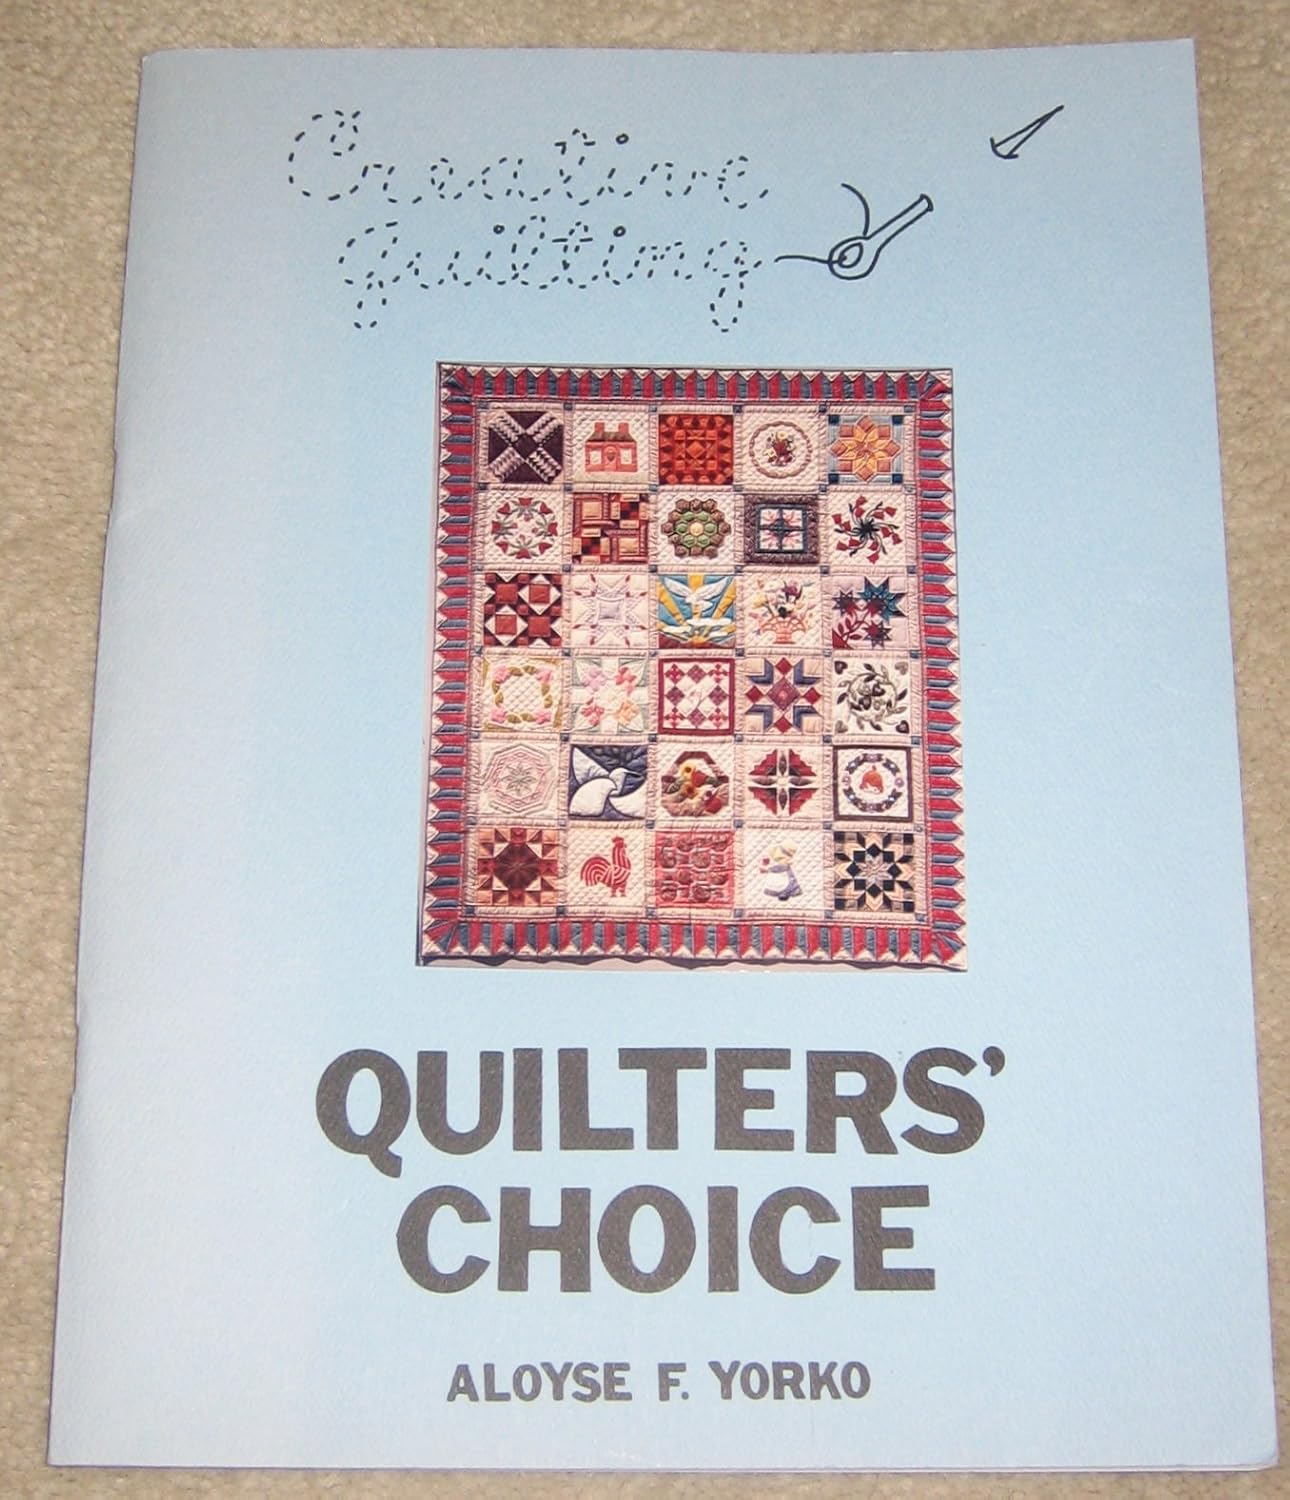 Creative
quilting
QUILTERS'
CHOICE
ALOYSE F. YORKO